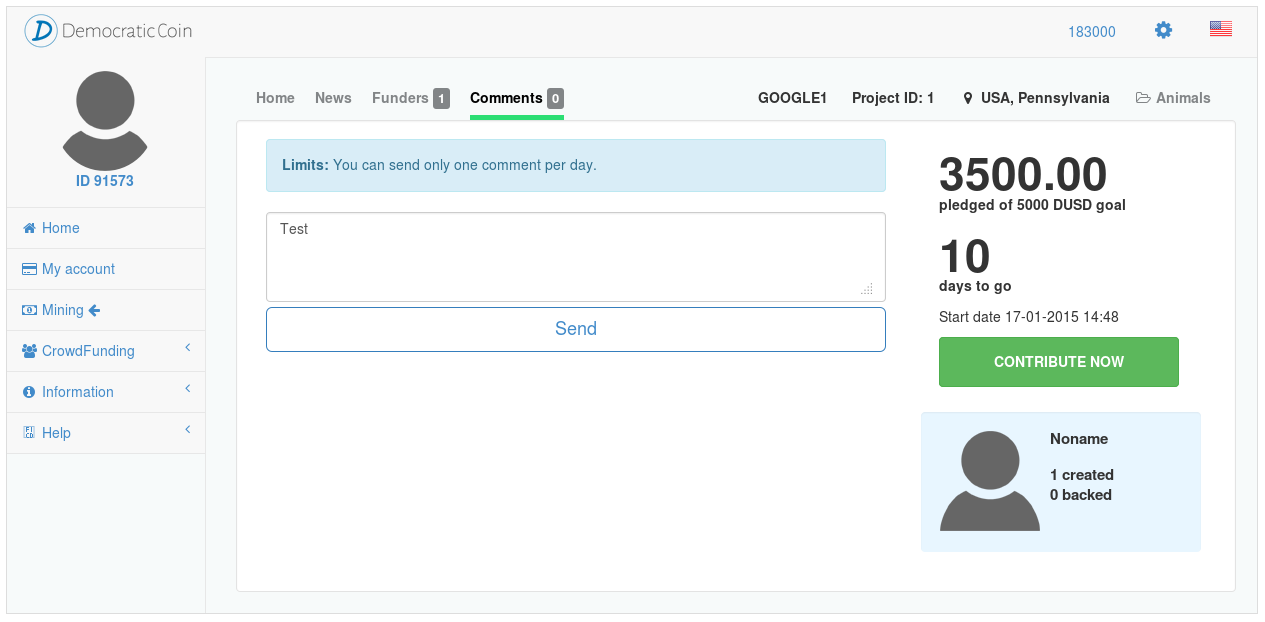 DemocraticCoin
183000
ID 91573
Home
My account
Mining
CrowdFunding
Information
Help
Home News Funders 1 Comments 0 GOOGLE1 Project ID: 1 USA, Pennsylvania Animals
Limits: You can send only one comment per day.
Test
Send
3500.00
pledged of 5000 DUSD goal
10
days to go
Start date 17-01-2015 14:48
CONTRIBUTE NOW
Noname
1 created
0 backed